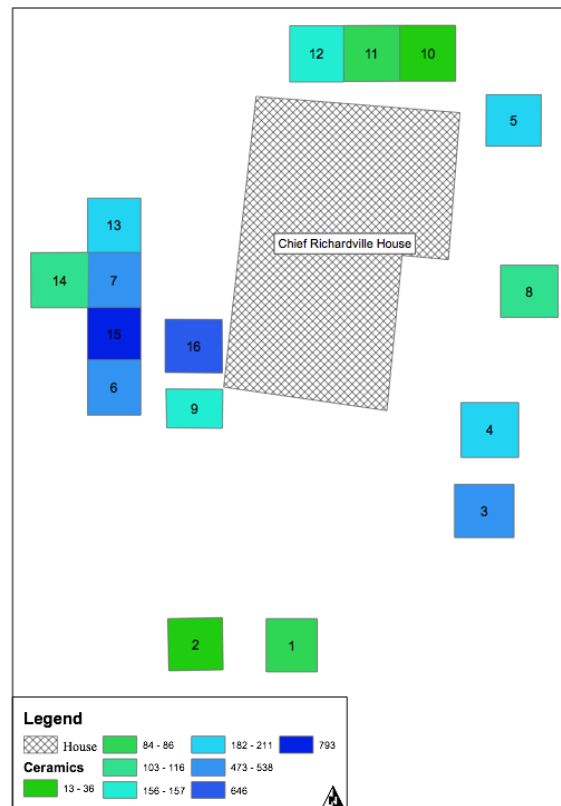 12 11 10
5
Chief Richardville House
13
14 7
8
15
16
6
9
4
3
2 1
Legend
House 84 - 86 182 - 211 793
Ceramics 103 - 116 473 - 538
13 - 36 156 - 157 646